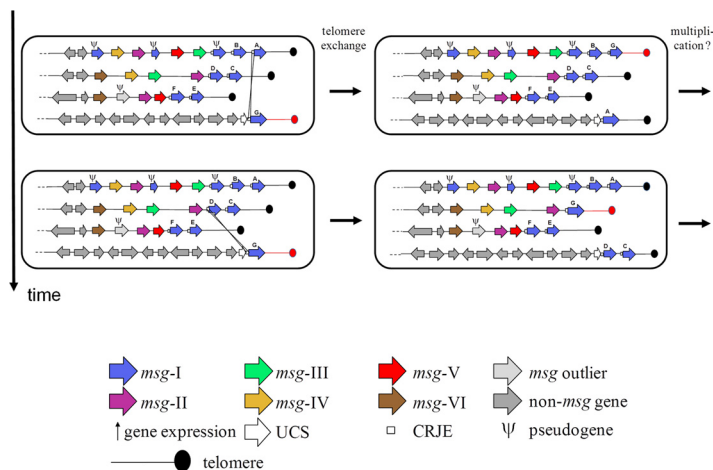 telomere
exchange
multipli-
cation?
ψ ψ ψ B A
D C
ψ F E
G
ψ ψ ψ B G
D C
ψ F E
A
ψ ψ ψ B A
D C
ψ F E
G
ψ ψ ψ B A
G
ψ F E
D C
time
msg-I msg-III msg-V msg outlier
msg-II msg-IV msg-VI non-msg gene
gene expression UCS CRJE ψ pseudogene
telomere